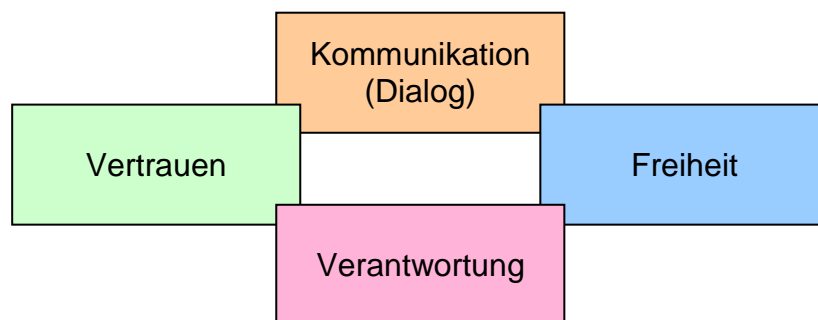 Kommunikation
(Dialog)
Vertrauen
Freiheit
Verantwortung